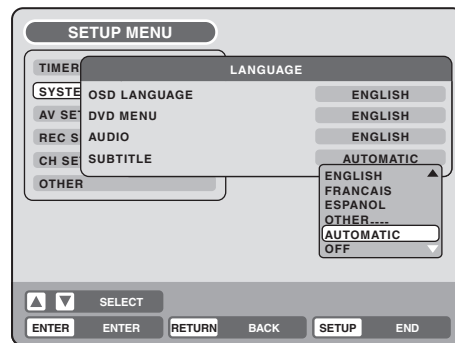 SETUP MENU
TIMER
LANGUAGE
SYSTE
OSD LANGUAGE ENGLISH
AV SET
DVD MENU ENGLISH
REC S
AUDIO ENGLISH
CH SE
SUBTITLE AUTOMATIC
OTHER
ENGLISH
FRANCAIS
ESPANOL
OTHER----
AUTOMATIC
OFF
SELECT
ENTER ENTER RETURN BACK SETUP END